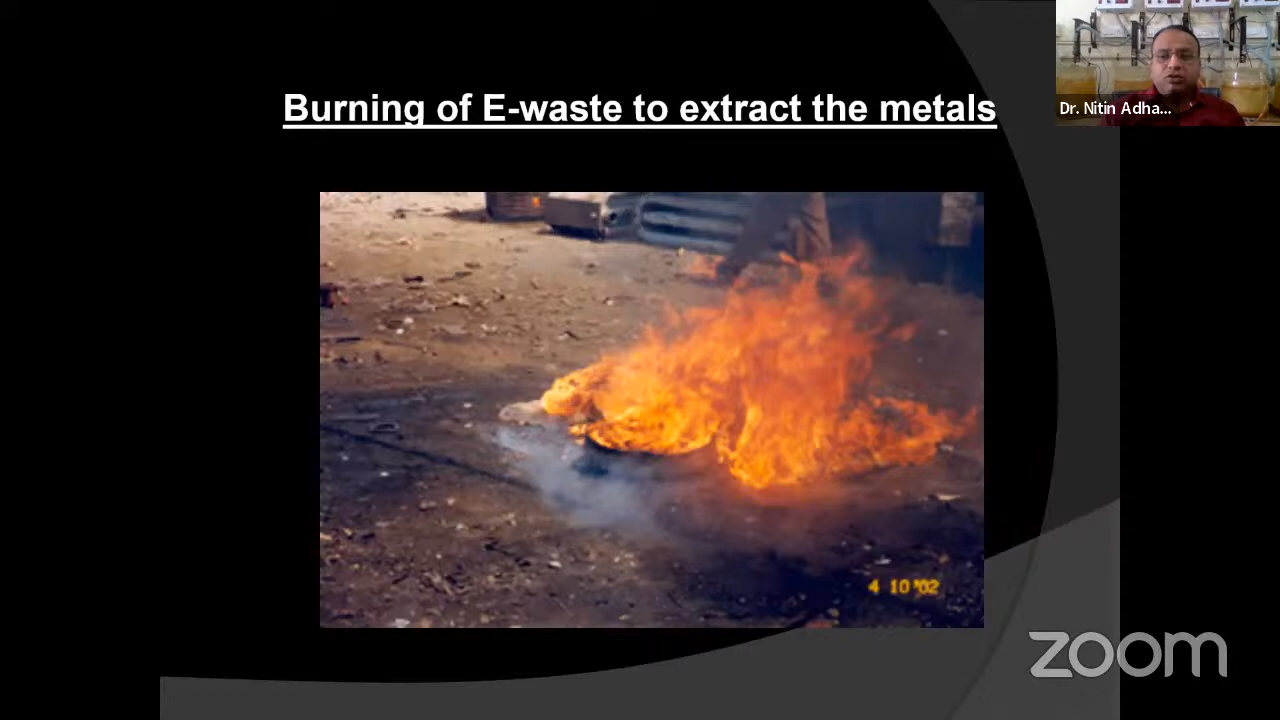 Burning of E-waste to extract the metals
Dr. Nitin Adha...
4 10 '02
zoom